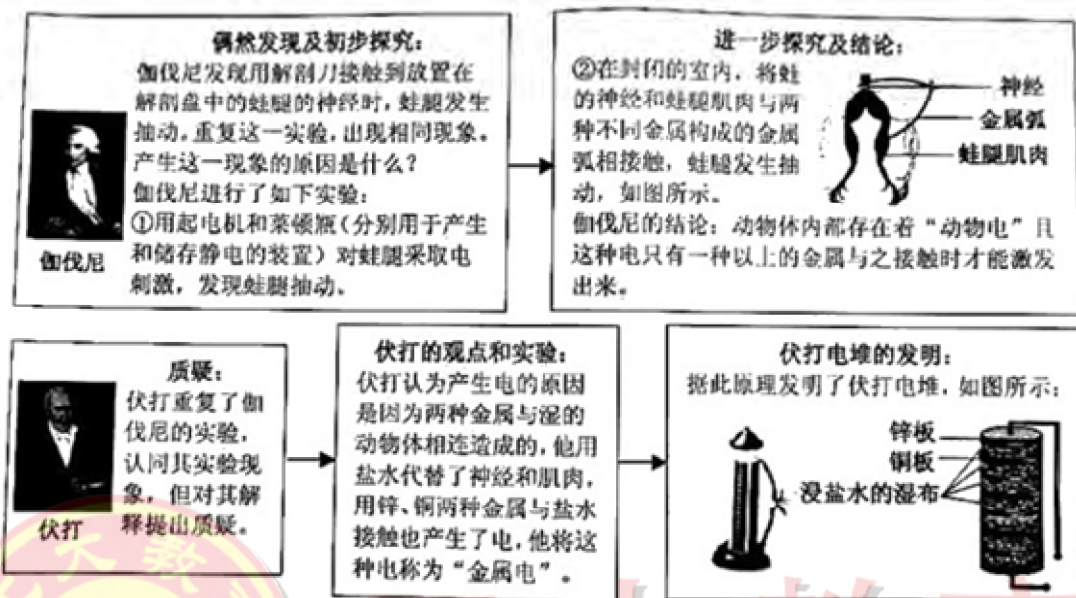 偶然发现及初步探究：
伽伐尼发现用解剖刀接触到放置在
解剖盘中的蛙腿的神经时，蛙腿发生
抽动。重复这一实验，出现相同现象。
产生这一现象的原因是什么？
伽伐尼进行了如下实验：
①用起电机和莱顿瓶（分别用于产生
和储存静电的装置）对蛙腿采取电
刺激，发现蛙腿抽动。
伽伐尼
进一步探究及结论：
②在封闭的室内，将蛙
的神经和蛙腿肌肉与两
种不同金属构成的金属
弧相接触，蛙腿发生抽
动，如图所示。
神经
金属弧
蛙腿肌肉
伽伐尼的结论：动物体内都存在着“动物电”且
这种电只有一种以上的金属与之接触时才能激发
出来。
质疑：
伏打重复了伽
伐尼的实验，
认同其实验现
象，但对其解
释提出质疑。
伏打
伏打的观点和实验：
伏打认为产生电的原因
是因为两种金属与湿的
动物体相连造成的，他用
盐水代替了神经和肌肉，
用锌、铜两种金属与盐水
接触也产生了电，他将这
种电称为“金属电”。
伏打电堆的发明：
据此原理发明了伏打电堆，如图所示：
锌板
铜板
浸盐水的湿布